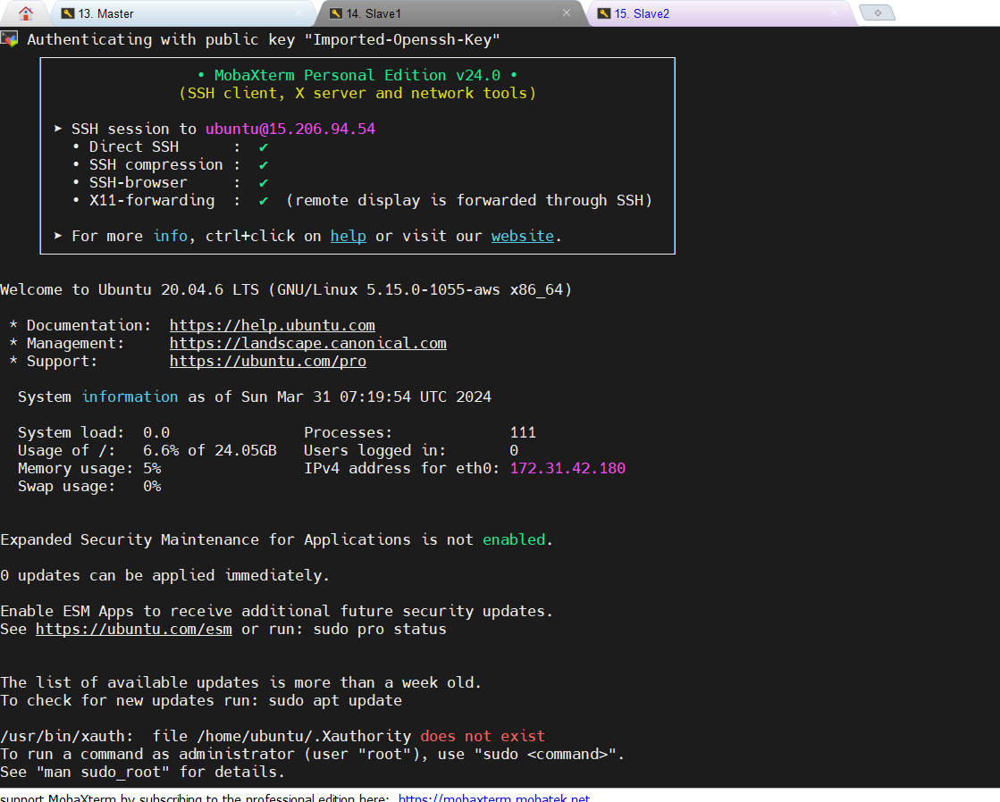 13. Master
14. Slave1
15. Slave2
Authenticating with public key "Imported-Openssh-Key"
• MobaXterm Personal Edition v24.0 •
(SSH client, X server and network tools)
➤ SSH session to ubuntu@15.206.94.54
• Direct SSH : ✔
• SSH compression : ✔
• SSH-browser : ✔
• X11-forwarding : ✔ (remote display is forwarded through SSH)
➤ For more info, ctrl+click on help or visit our website.
Welcome to Ubuntu 20.04.6 LTS (GNU/Linux 5.15.0-1055-aws x86_64)
* Documentation: https://help.ubuntu.com
* Management: https://landscape.canonical.com
* Support: https://ubuntu.com/pro
System information as of Sun Mar 31 07:19:54 UTC 2024
System load: 0.0 Processes: 111
Usage of /: 6.6% of 24.05GB Users logged in: 0
Memory usage: 5% IPv4 address for eth0: 172.31.42.180
Swap usage: 0%
Expanded Security Maintenance for Applications is not enabled.
0 updates can be applied immediately.
Enable ESM Apps to receive additional future security updates.
See https://ubuntu.com/esm or run: sudo pro status
The list of available updates is more than a week old.
To check for new updates run: sudo apt update
/usr/bin/xauth: file /home/ubuntu/.Xauthority does not exist
To run a command as administrator (user "root"), use "sudo <command>".
See "man sudo_root" for details.
support MobaXterm by subscribing to the professional edition here: https://mobaxterm.mobatek.net